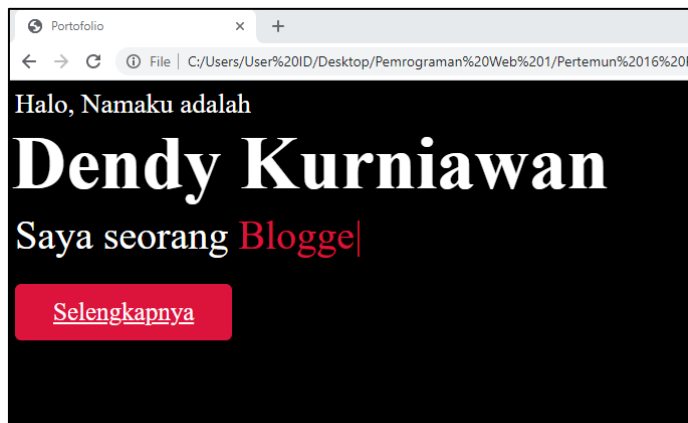 Portofolio
File C:/Users/User%20ID/Desktop/Pemrograman%20Web%201/Pertemun%2016%20
Halo, Namaku adalah
Dendy Kurniawan
Saya seorang Blogge|
Selengkapnya